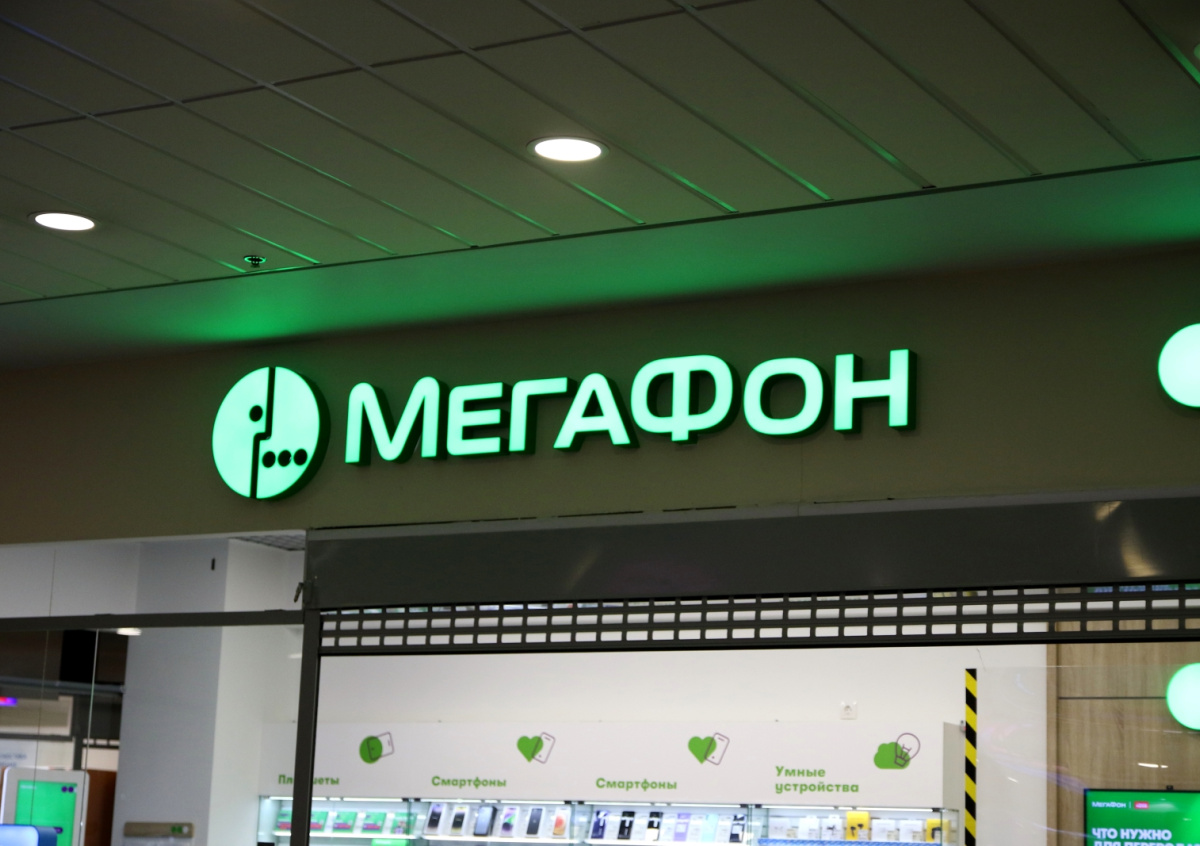 МЕГАФОН
Планшеты
Смартфоны
Смартфоны
Умные
устройства
МЕГАФОН
ЧТО НУЖНО